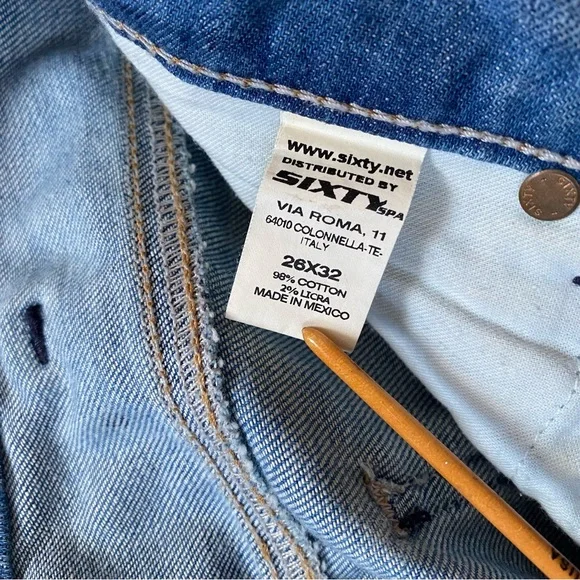 www.sixty.net
DISTRIBUTED BY
SIXTY SPA
VIA ROMA, 11
64010 COLONNELLA-TE-
ITALY
26X32
98% COTTON
2% LICRA
MADE IN MEXICO